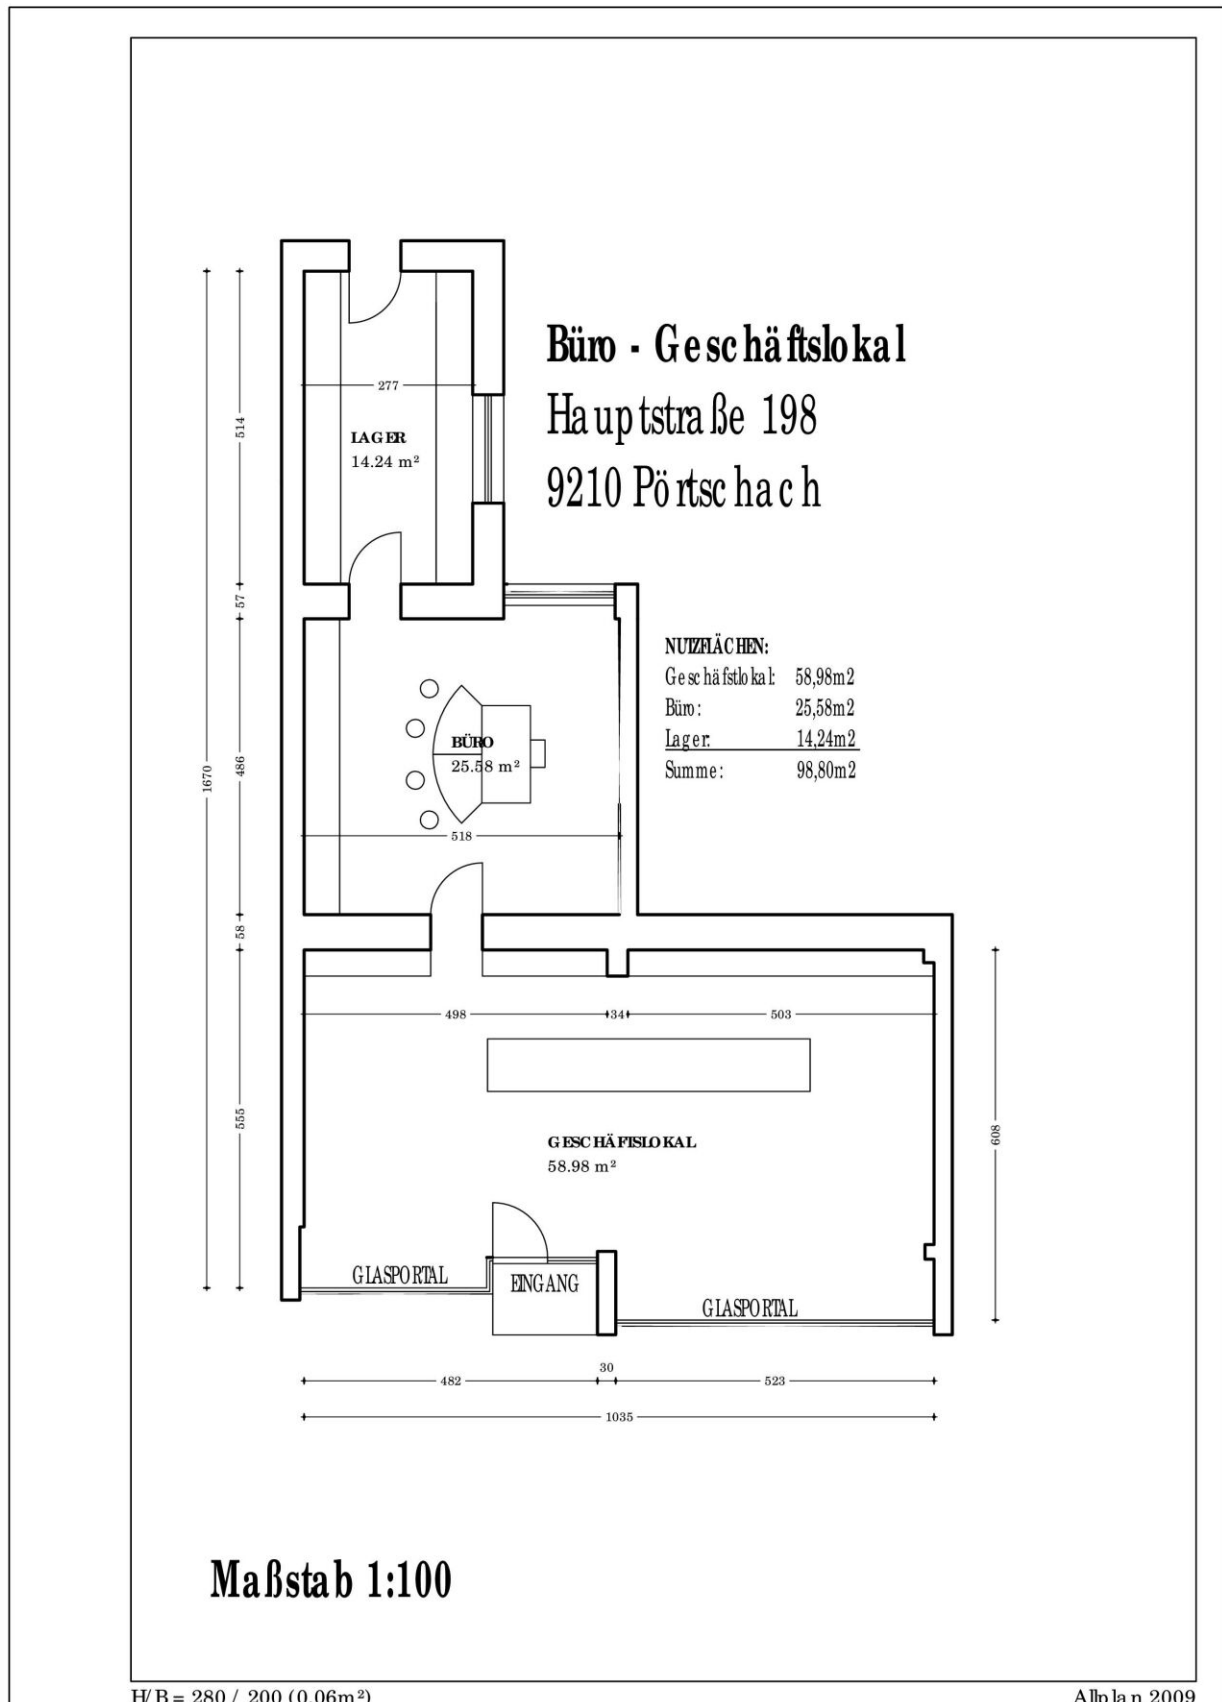 Büro - Geschäftslokal
Hauptstraße 198
9210 Pörtschach
277
514
LAGER
14.24 m²
57
NUTZFLÄCHEN:
Geschäfstlokal: 58,98m2
Büro: 25,58m2
Lager: 14,24m2
Summe: 98,80m2
BÜRO
25.58 m²
486
1670
518
58
498
34
503
555
608
GESCHÄFTSLOKAL
58.98 m²
GLASPORTAL
EINGANG
GLASPORTAL
30
482
523
1035
Maßstab 1:100
H/B = 280 / 200 (0.06m²)
Allplan 2009